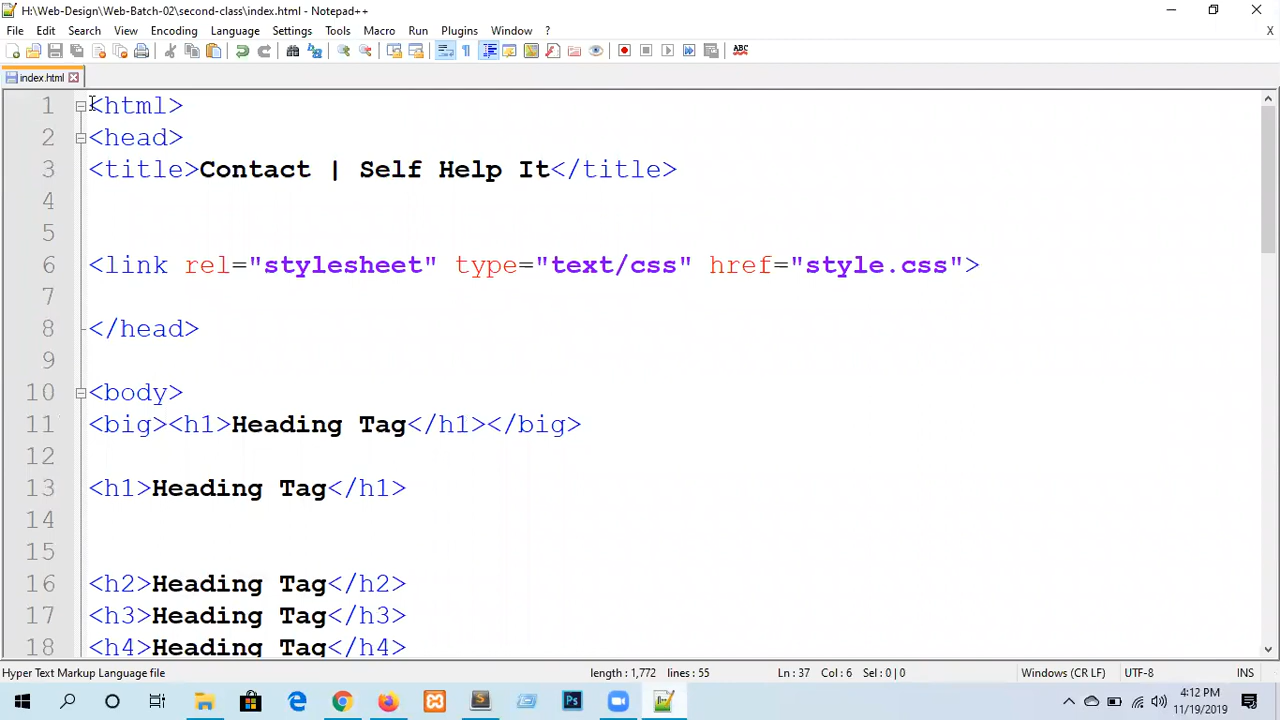 H:\Web-Design\Web-Batch-02\second-class\index.html - Notepad++
File Edit Search View Encoding Language Settings Tools Macro Run Plugins Window ?
X
ABC
index.html
1 <html>
2 <head>
3 <title>Contact | Self Help It</title>
4
5
6 <link rel="stylesheet" type="text/css" href="style.css">
7
8 </head>
9
10 <body>
11 <big><h1>Heading Tag</h1></big>
12
13 <h1>Heading Tag</h1>
14
15
16 <h2>Heading Tag</h2>
17 <h3>Heading Tag</h3>
18 <h4>Heading Tag</h4>
Hyper Text Markup Language file length : 1,772 lines : 55 Ln : 37 Col : 6 Sel : 0 | 0 Windows (CR LF) UTF-8 INS
Ps
4:12 PM
11/19/2019